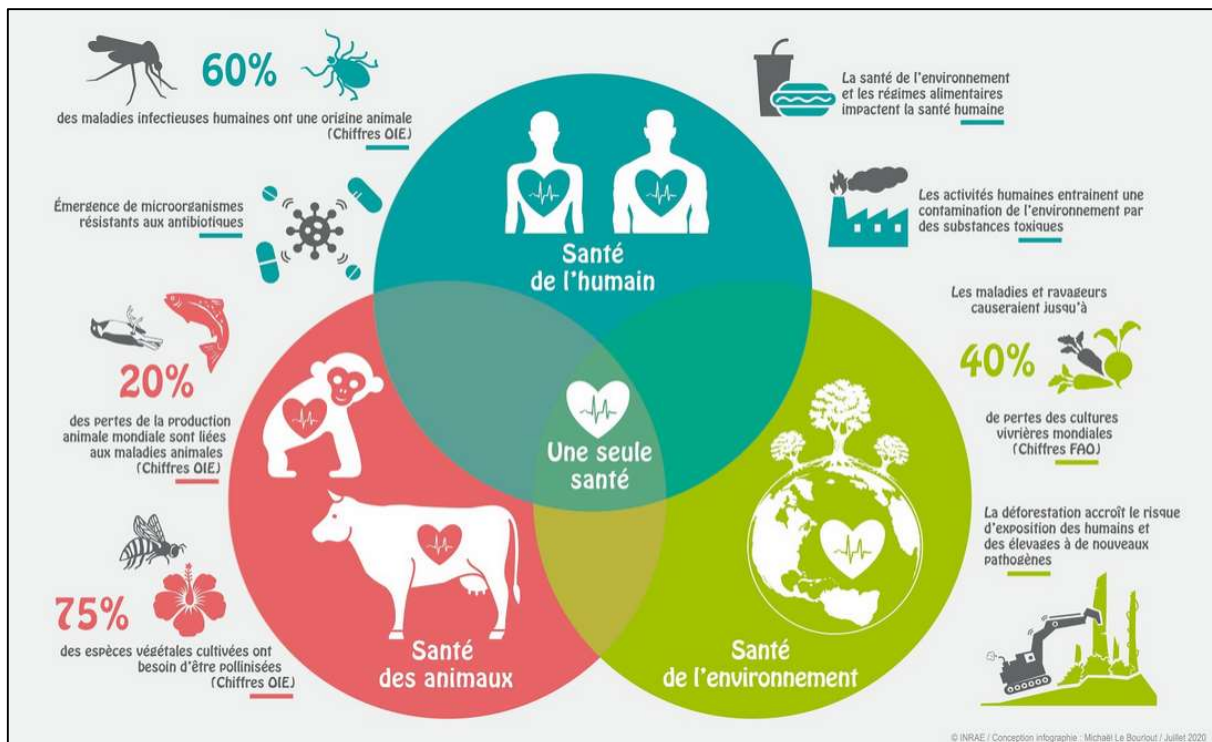 60%
des maladies infectieuses humaines ont une origine animale
(Chiffres OIE)
Émergence de microorganismes
résistants aux antibiotiques
20%
des pertes de la production
animale mondiale sont liées
aux maladies animales
(Chiffres OIE)
75%
des espèces végétales cultivées ont
besoin d'être pollinisées
(Chiffres OIE)
Santé
de l'humain
Une seule
santé
Santé
des animaux
Santé
de l'environnement
La santé de l'environnement
et les régimes alimentaires
impactent la santé humaine
Les activités humaines entrainent une
contamination de l'environnement par
des substances toxiques
Les maladies et ravageurs
causeraient jusqu'à
40%
de pertes des cultures
vivrières mondiales
(Chiffres FAO)
La déforestation accroît le risque
d'exposition des humains et
des élevages à de nouveaux
pathogènes
© INRAE / Conception infographie : Michaël Le Bourlout / Juillet 2020